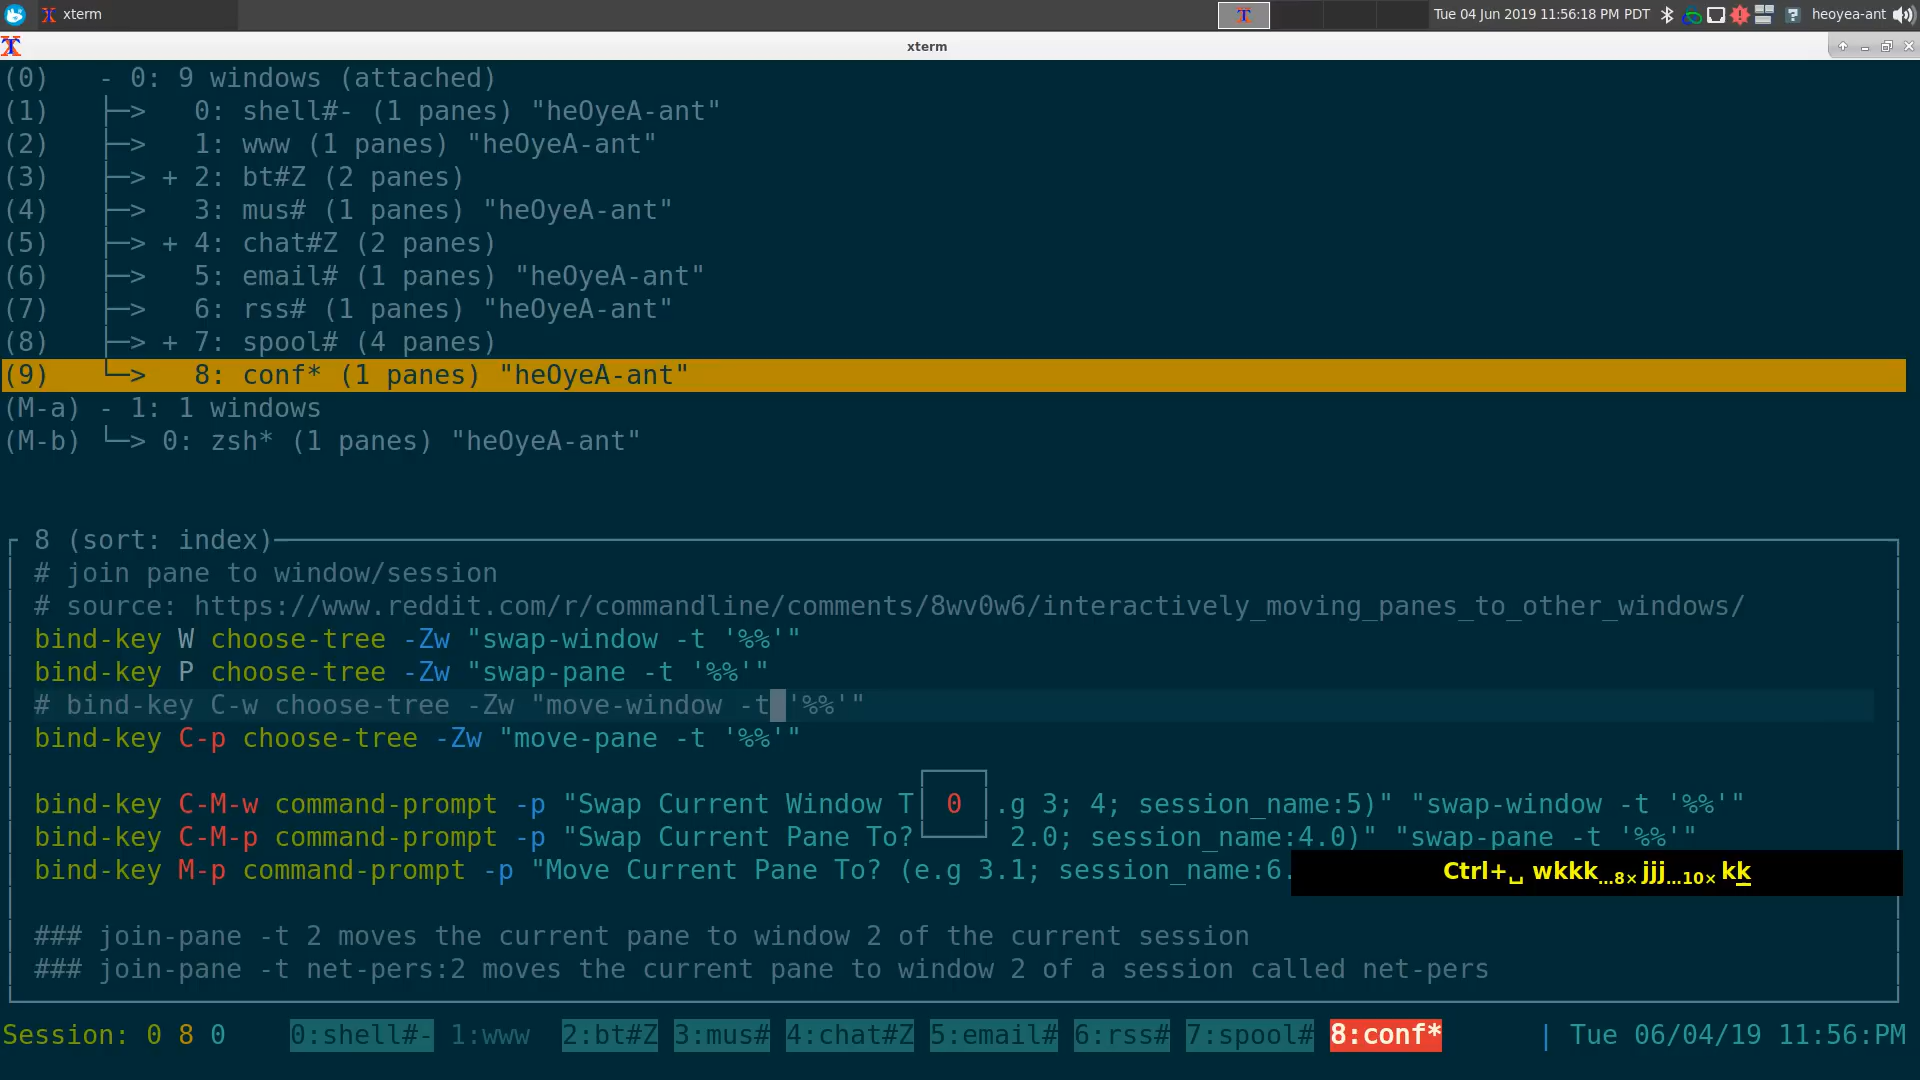 xterm
Tue 04 Jun 2019 11:56:18 PM PDT heoyea-ant
xterm
(0) - 0: 9 windows (attached)
(1) ├─> 0: shell#- (1 panes) "heOyeA-ant"
(2) ├─> 1: www (1 panes) "heOyeA-ant"
(3) ├─> + 2: bt#Z (2 panes)
(4) ├─> 3: mus# (1 panes) "heOyeA-ant"
(5) ├─> + 4: chat#Z (2 panes)
(6) ├─> 5: email# (1 panes) "heOyeA-ant"
(7) ├─> 6: rss# (1 panes) "heOyeA-ant"
(8) ├─> + 7: spool# (4 panes)
(9) └─> 8: conf* (1 panes) "heOyeA-ant"
(M-a) - 1: 1 windows
(M-b) └─> 0: zsh* (1 panes) "heOyeA-ant"
8 (sort: index)
# join pane to window/session
# source: https://www.reddit.com/r/commandline/comments/8wv0w6/interactively_moving_panes_to_other_windows/
bind-key W choose-tree -Zw "swap-window -t '%%'"
bind-key P choose-tree -Zw "swap-pane -t '%%'"
# bind-key C-w choose-tree -Zw "move-window -t '%%'"
bind-key C-p choose-tree -Zw "move-pane -t '%%'"
bind-key C-M-w command-prompt -p "Swap Current Window T 0 .g 3; 4; session_name:5)" "swap-window -t '%%'"
bind-key C-M-p command-prompt -p "Swap Current Pane To? 2.0; session_name:4.0)" "swap-pane -t '%%'"
bind-key M-p command-prompt -p "Move Current Pane To? (e.g 3.1; session_name:6.
Ctrl+␣ wkkk…8×jjj…10×kk
### join-pane -t 2 moves the current pane to window 2 of the current session
### join-pane -t net-pers:2 moves the current pane to window 2 of a session called net-pers
Session: 0 8 0 0:shell#- 1:www 2:bt#Z 3:mus# 4:chat#Z 5:email# 6:rss# 7:spool# 8:conf* | Tue 06/04/19 11:56:PM